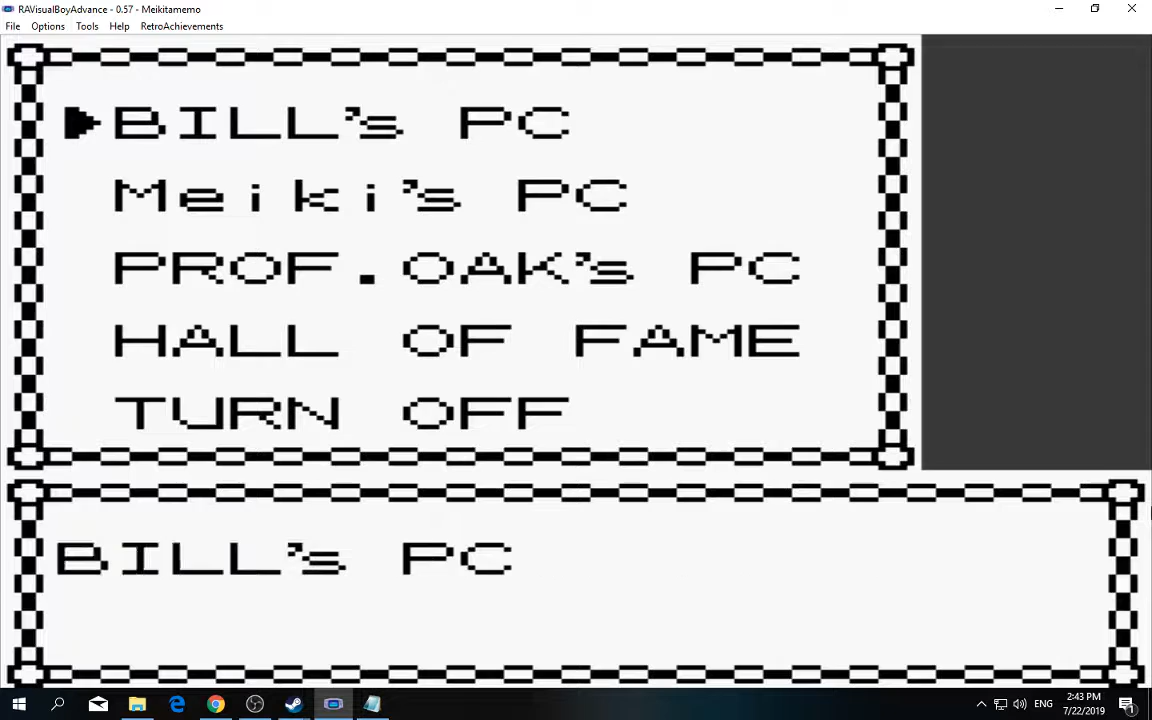 RAVisualBoyAdvance - 0.57 - Meikitamemo
File Options Tools Help RetroAchievements
BILL's PC
Meiki's PC
PROF.OAK's PC
HALL OF FAME
TURN OFF
BILL's PC
ENG
2:43 PM
7/22/2019
1